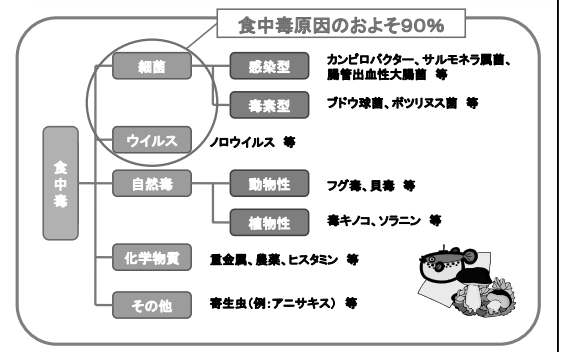 食中毒原因のおよそ90%
細菌
感染型
カンピロバクター、サルモネラ属菌、
腸管出血性大腸菌 等
毒素型
ブドウ球菌、ボツリヌス菌 等
ウイルス
ノロウイルス 等
食中毒
自然毒
動物性
フグ毒、貝毒 等
植物性
毒キノコ、ソラニン 等
化学物質
重金属、農薬、ヒスタミン 等
その他
寄生虫(例:アニサキス) 等